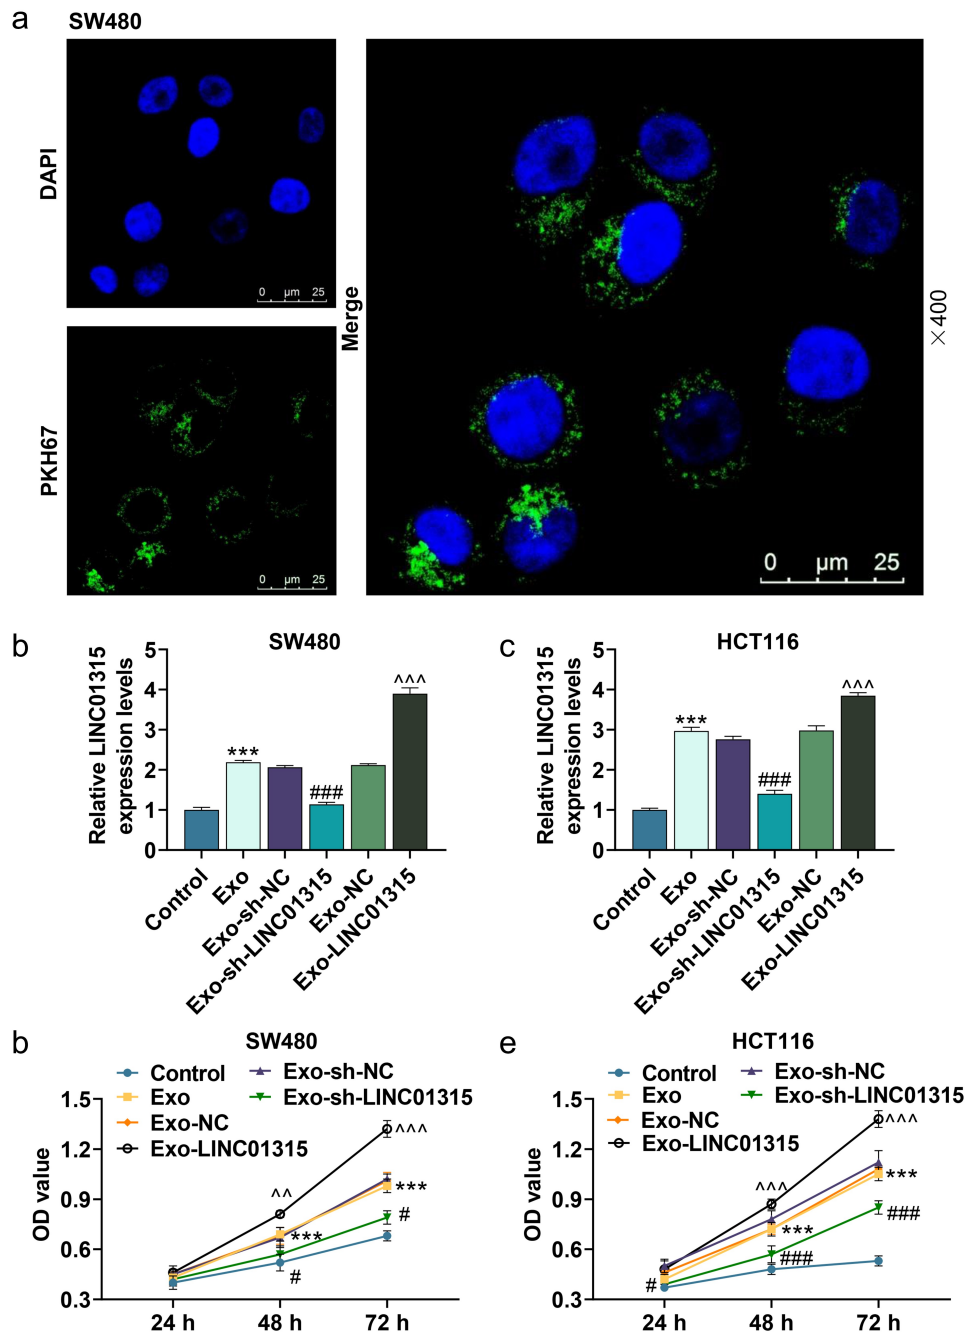 a
SW480
DAPI
0 µm 25
PKH67
0 µm 25
Merge
0 µm 25
×400
b
SW480
Relative LINC01315
expression levels
5
4
3
2
1
0
***
###
^^^
Control
Exo
Exo-sh-NC
Exo-sh-LINC01315
Exo-NC
Exo-LINC01315
c
HCT116
Relative LINC01315
expression levels
5
4
3
2
1
0
***
###
^^^
Control
Exo
Exo-sh-NC
Exo-sh-LINC01315
Exo-NC
Exo-LINC01315
b
SW480
Control
Exo
Exo-NC
Exo-LINC01315
Exo-sh-NC
Exo-sh-LINC01315
OD value
1.5
1.2
0.9
0.6
0.3
^^
***
#
^^^
***
#
24 h 48 h 72 h
e
HCT116
Control
Exo
Exo-NC
Exo-LINC01315
Exo-sh-NC
Exo-sh-LINC01315
OD value
1.5
1.2
0.9
0.6
0.3
#
^^^
***
###
^^^
***
###
24 h 48 h 72 h